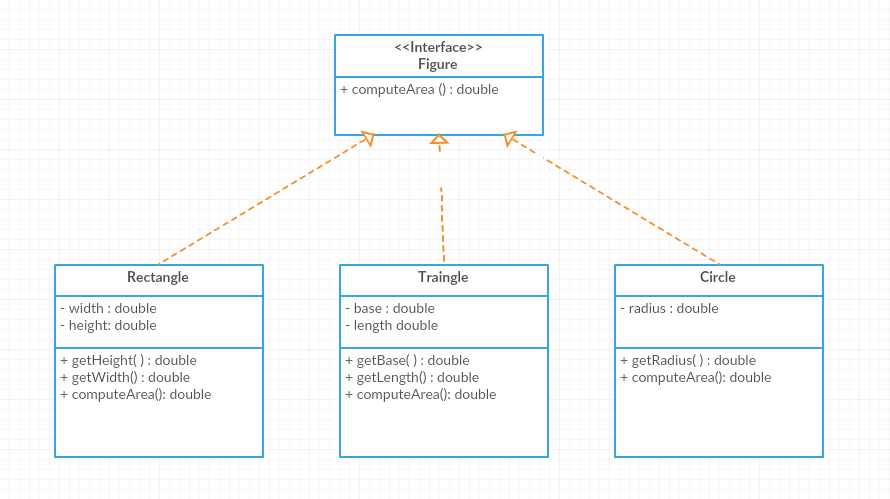 <<Interface>>
Figure
+ computeArea () : double
Rectangle
- width : double
- height: double
+ getHeight( ) : double
+ getWidth() : double
+ computeArea(): double
Traingle
- base : double
- length double
+ getBase( ) : double
+ getLength() : double
+ computeArea(): double
Circle
- radius : double
+ getRadius( ) : double
+ computeArea(): double